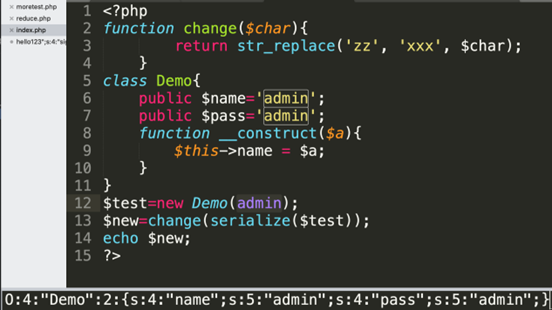 moretest.php
reduce.php
index.php
hello123";s:4:"si
1 <?php
2 function change($char){
3 return str_replace('zz', 'xxx', $char);
4 }
5 class Demo{
6 public $name='admin';
7 public $pass='admin';
8 function __construct($a){
9 $this->name = $a;
10 }
11 }
12 $test=new Demo(admin);
13 $new=change(serialize($test));
14 echo $new;
15 ?>
O:4:"Demo":2:{s:4:"name";s:5:"admin";s:4:"pass";s:5:"admin";}